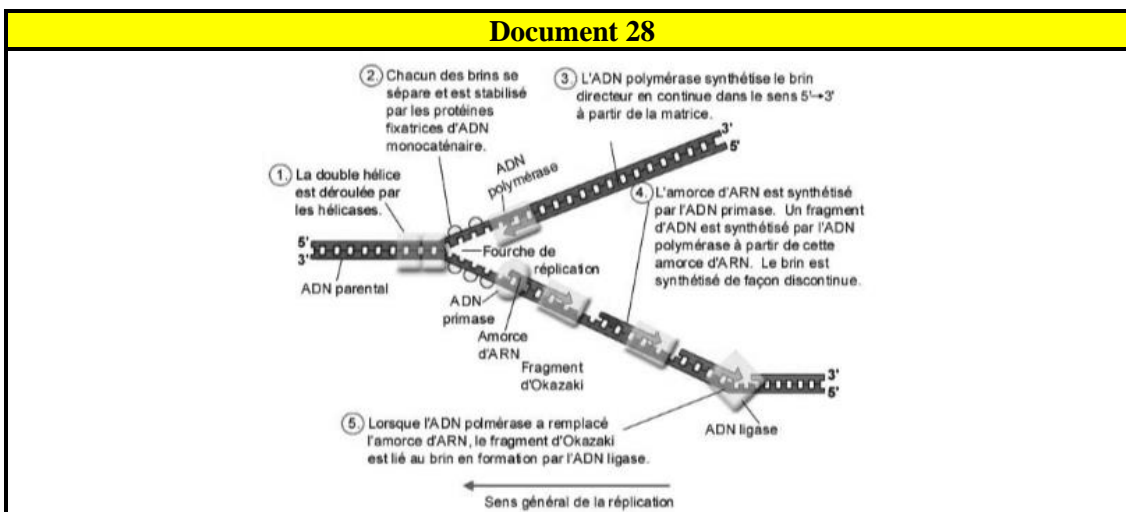 Document 28
2. Chacun des brins se
sépare et est stabilisé
par les protéines
fixatrices d'ADN
monocaténaire.
3. L'ADN polymérase synthétise le brin
directeur en continue dans le sens 5'→3'
à partir de la matrice.
3'
5'
ADN
polymérase
1. La double hélice
est déroulée par
les hélicases.
4. L'amorce d'ARN est synthétisé
par l'ADN primase. Un fragment
d'ADN est synthétisé par l'ADN
polymérase à partir de cette
amorce d'ARN. Le brin est
synthétisé de façon discontinue.
5'
3'
Fourche de
réplication
ADN parental
ADN
primase
Amorce
d'ARN
Fragment
d'Okazaki
3'
5'
ADN ligase
5. Lorsque l'ADN polmérase a remplacé
l'amorce d'ARN, le fragment d'Okazaki
est lié au brin en formation par l'ADN ligase.
Sens général de la réplication